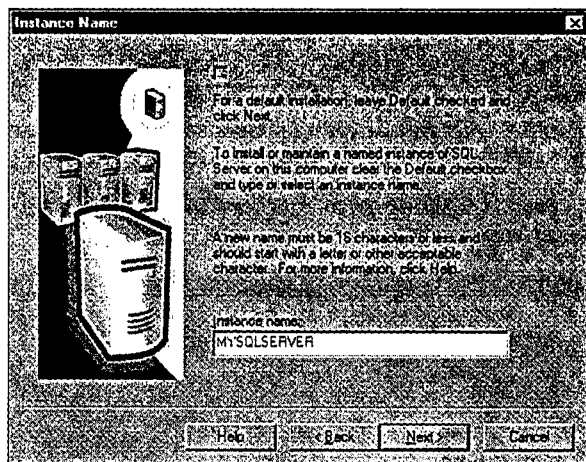 Instance Name
For a default installation, leave Default checked and
click Next.
To install or maintain a named instance of SQL
Server on this computer clear the Default checkbox
and type or select an instance name.
A new name must be 16 characters or less and
should start with a letter or other acceptable
character. For more information, click Help.
Instance name:
MYSQLSERVER
Help
< Back
Next >
Cancel